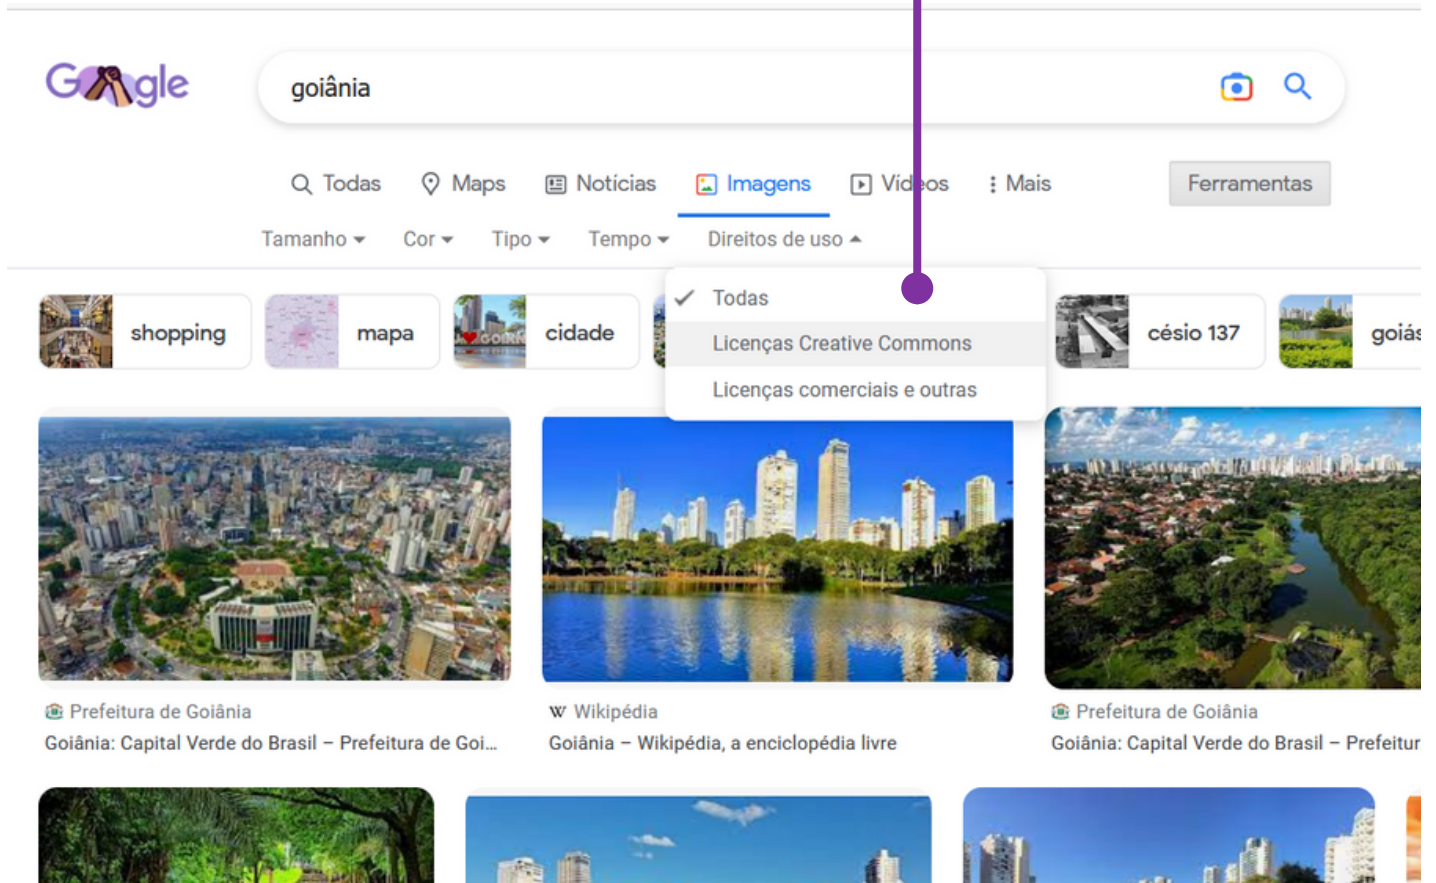 Google
goiânia
Todas Maps Notícias Imagens Vídeos Mais Ferramentas
Tamanho Cor Tipo Tempo Direitos de uso
Todas
Licenças Creative Commons
Licenças comerciais e outras
shopping mapa cidade césio 137 goiás
Prefeitura de Goiânia
Goiânia: Capital Verde do Brasil – Prefeitura de Goi...
W Wikipédia
Goiânia – Wikipédia, a enciclopédia livre
Prefeitura de Goiânia
Goiânia: Capital Verde do Brasil – Prefeitur